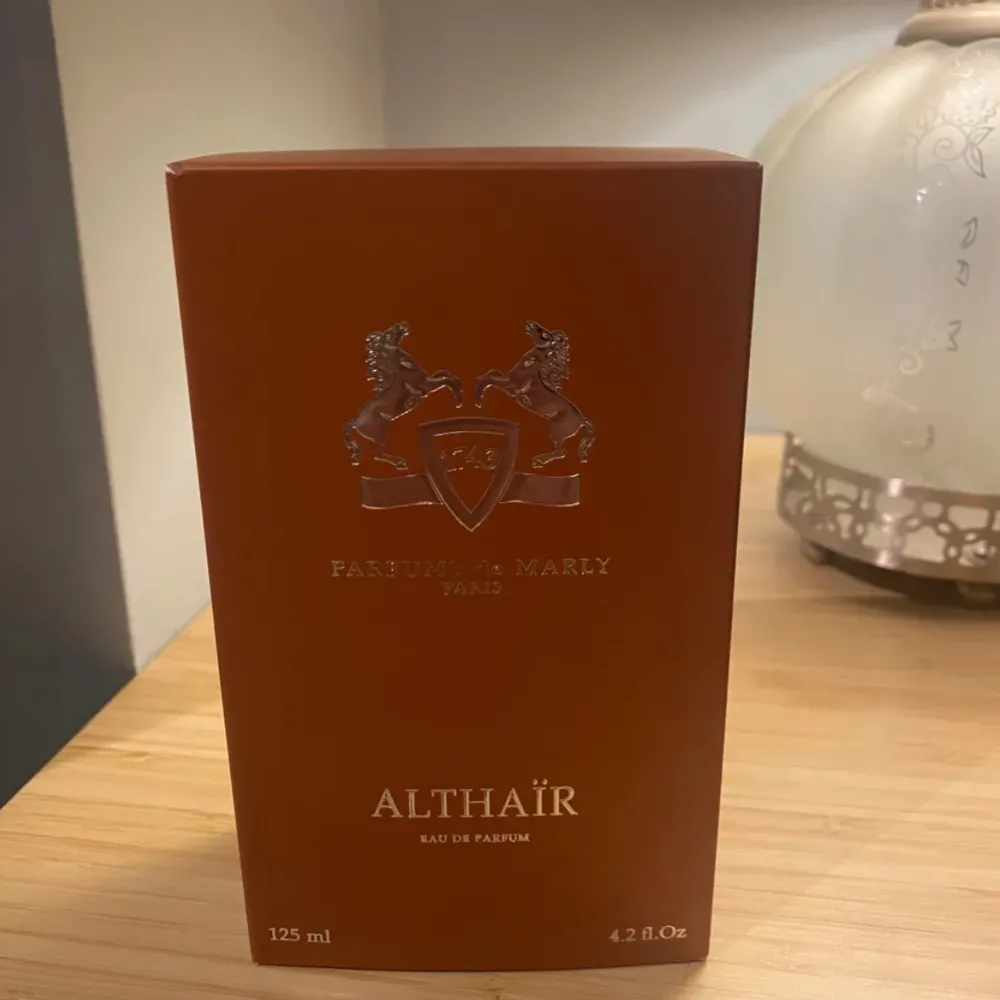 1743
PARFUMS de MARLY
PARIS
ALTHAÏR
EAU DE PARFUM
125 ml
4.2 fl.Oz